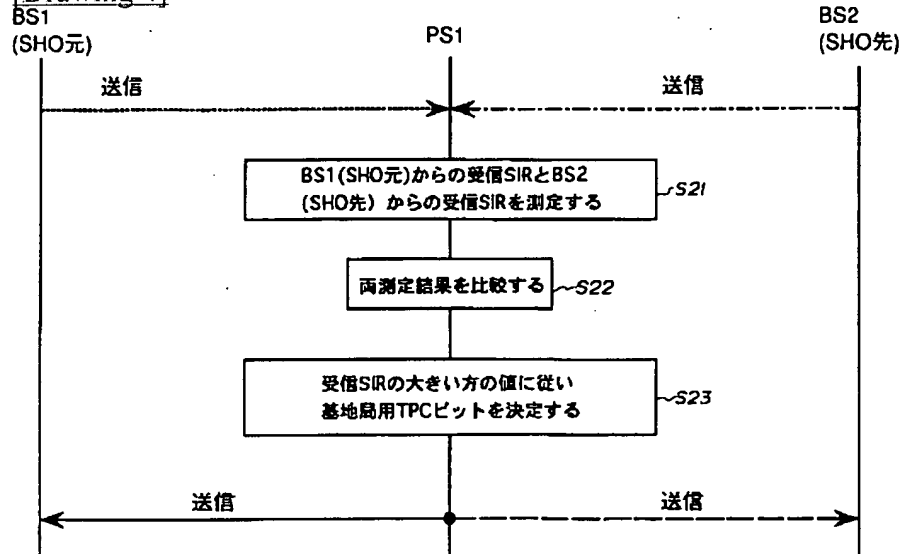 BS1
(SHO元)
PS1
BS2
(SHO先)
送信
送信
BS1(SHO元)からの受信SIRとBS2
(SHO先)からの受信SIRを測定する
S21
両測定結果を比較する
S22
受信SIRの大きい方の値に従い
基地局用TPCビットを決定する
S23
送信
送信